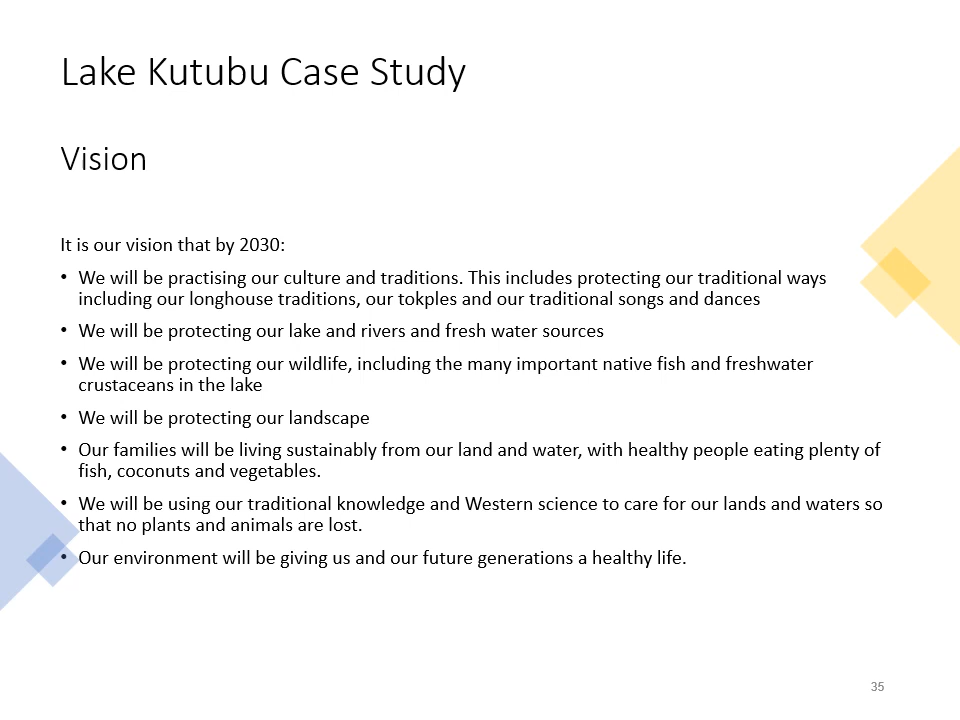 Lake Kutubu Case Study
Vision
It is our vision that by 2030:
• We will be practising our culture and traditions. This includes protecting our traditional ways
including our longhouse traditions, our tokples and our traditional songs and dances
• We will be protecting our lake and rivers and fresh water sources
• We will be protecting our wildlife, including the many important native fish and freshwater
crustaceans in the lake
• We will be protecting our landscape
• Our families will be living sustainably from our land and water, with healthy people eating plenty of
fish, coconuts and vegetables.
• We will be using our traditional knowledge and Western science to care for our lands and waters so
that no plants and animals are lost.
• Our environment will be giving us and our future generations a healthy life.
35